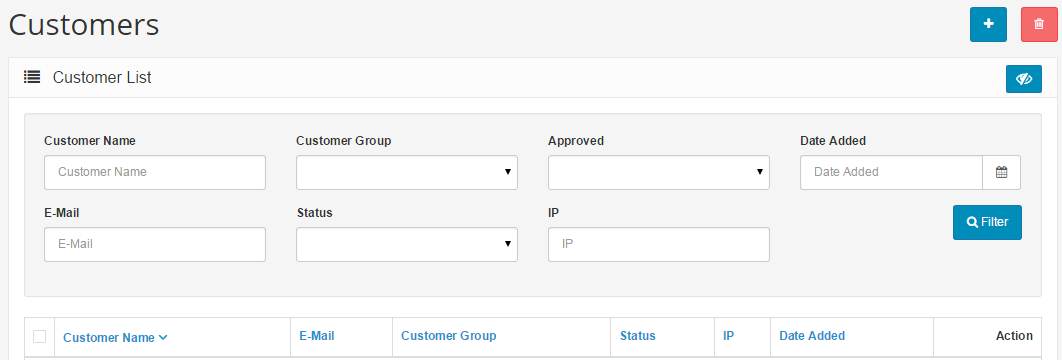 Customers
Customer List
Customer Name Customer Group Approved Date Added
Customer Name Date Added
E-Mail Status IP
Filter
E-Mail IP
Customer Name E-Mail Customer Group Status IP Date Added Action